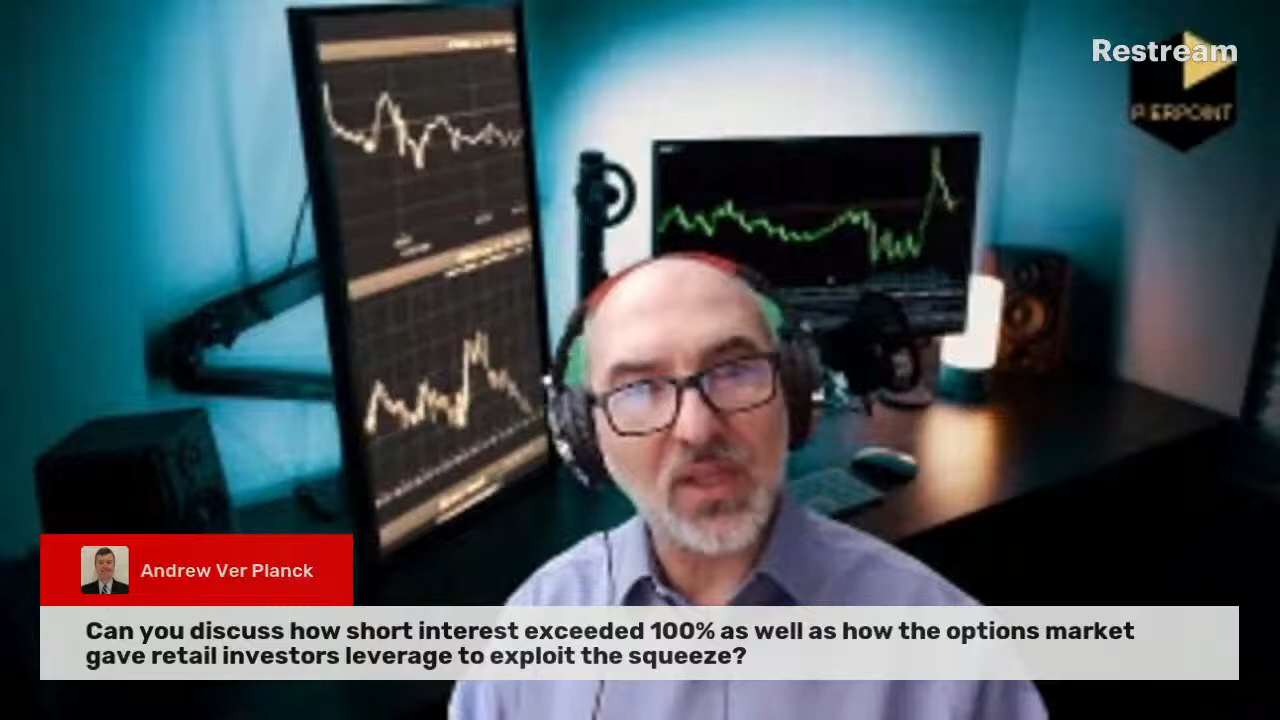 Restream
PIERPOINT
Andrew Ver Planck
Can you discuss how short interest exceeded 100% as well as how the options market
gave retail investors leverage to exploit the squeeze?